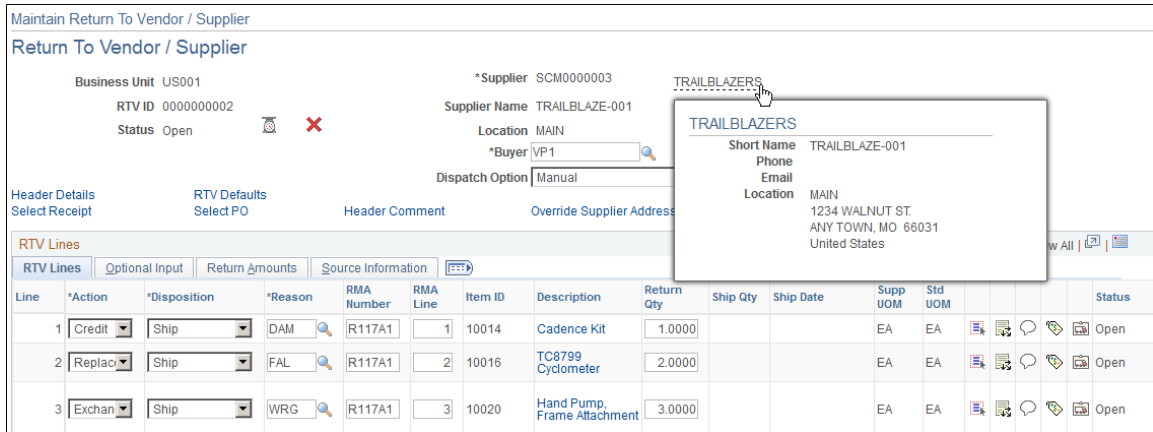 Maintain Return To Vendor / Supplier
Return To Vendor / Supplier
Business Unit US001 *Supplier SCM0000003 TRAILBLAZERS
RTV ID 0000000002 Supplier Name TRAILBLAZE-001
Status Open Location MAIN
*Buyer VP1
Dispatch Option Manual
TRAILBLAZERS
Short Name TRAILBLAZE-001
Phone
Email
Location MAIN
1234 WALNUT ST.
ANY TOWN, MO 66031
United States
Header Details RTV Defaults
Select Receipt Select PO Header Comment Override Supplier Address
RTV Lines All |
RTV Lines Optional Input Return Amounts Source Information
Line *Action *Disposition *Reason RMA Number RMA Line Item ID Description Return Qty Ship Qty Ship Date Supp UOM Std UOM Status
1 Credit Ship DAM R117A1 1 10014 Cadence Kit 1.0000 EA EA Open
2 Replac Ship FAL R117A1 2 10016 TC8799 Cyclometer 2.0000 EA EA Open
3 Exchan Ship WRG R117A1 3 10020 Hand Pump, Frame Attachment 3.0000 EA EA Open